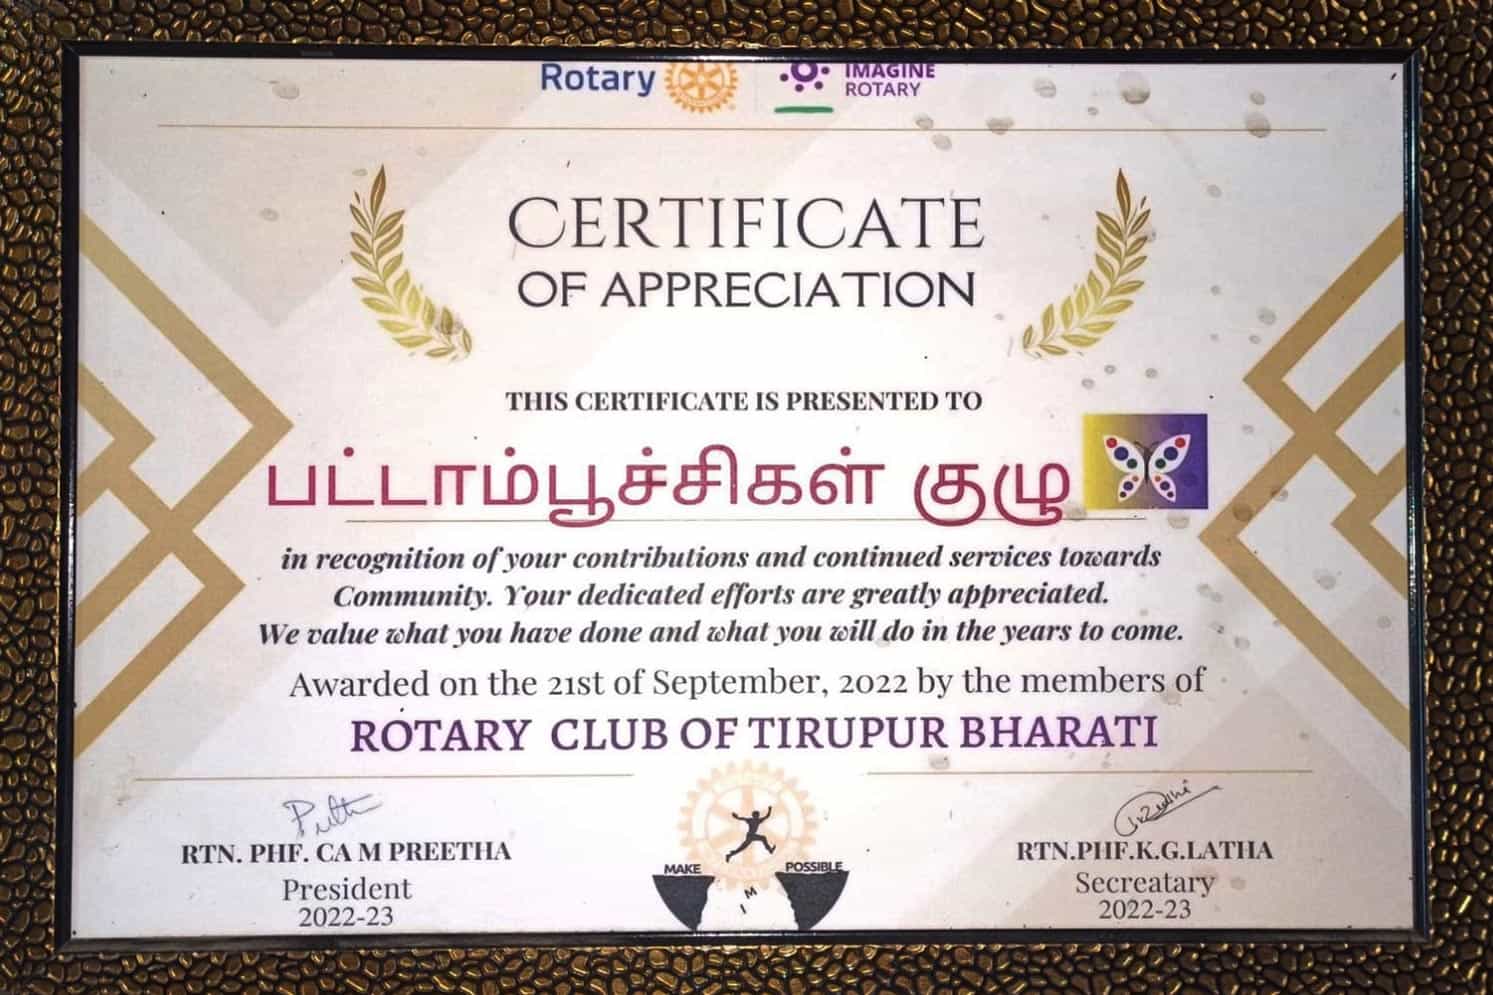 Rotary
IMAGINE
ROTARY
CERTIFICATE
OF APPRECIATION
THIS CERTIFICATE IS PRESENTED TO
பட்டாம்பூச்சிகள் குழு
in recognition of your contributions and continued services towards
Community. Your dedicated efforts are greatly appreciated.
We value what you have done and what you will do in the years to come.
Awarded on the 21st of September, 2022 by the members of
ROTARY CLUB OF TIRUPUR BHARATI
RTN. PHF. CA M PREETHA
President
2022-23
MAKE
POSSIBLE
I M
RTN.PHF.K.G.LATHA
Secreatary
2022-23